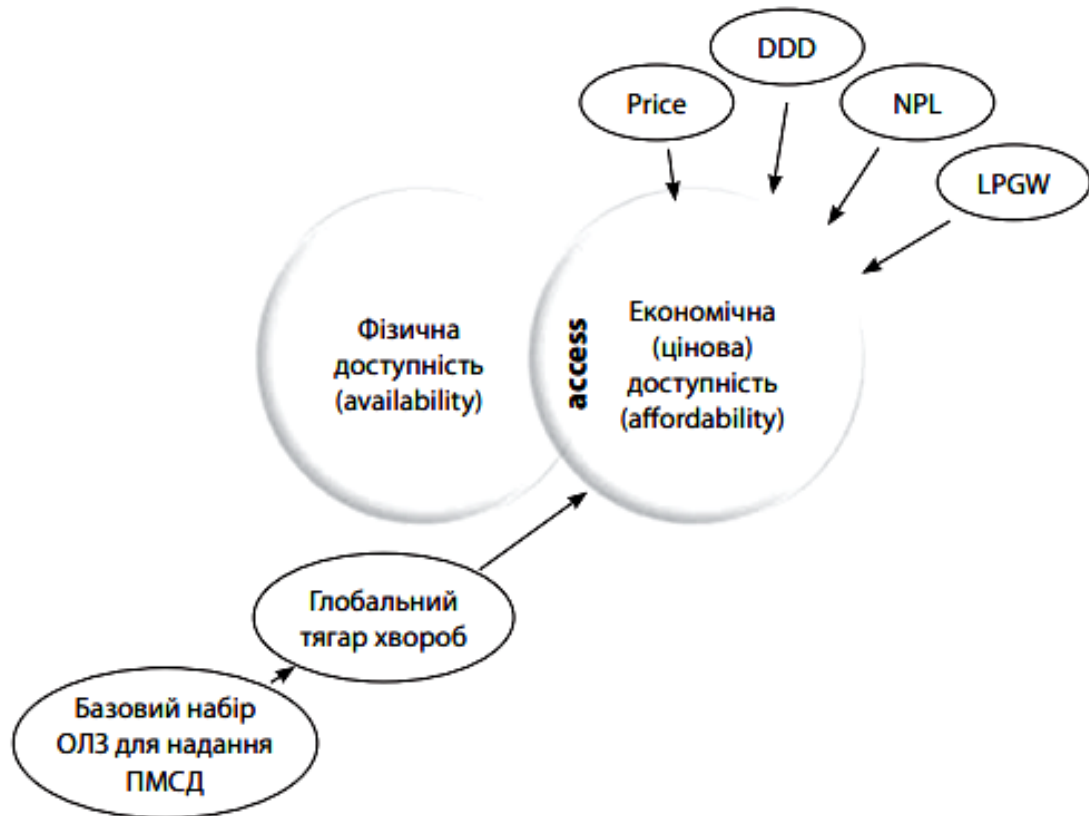 DDD
Price
NPL
LPGW
Фізична
доступність
(availability)
access
Економічна
(цінова)
доступність
(affordability)
Глобальний
тягар хвороб
Базовий набір
ОЛЗ для надання
ПМСД